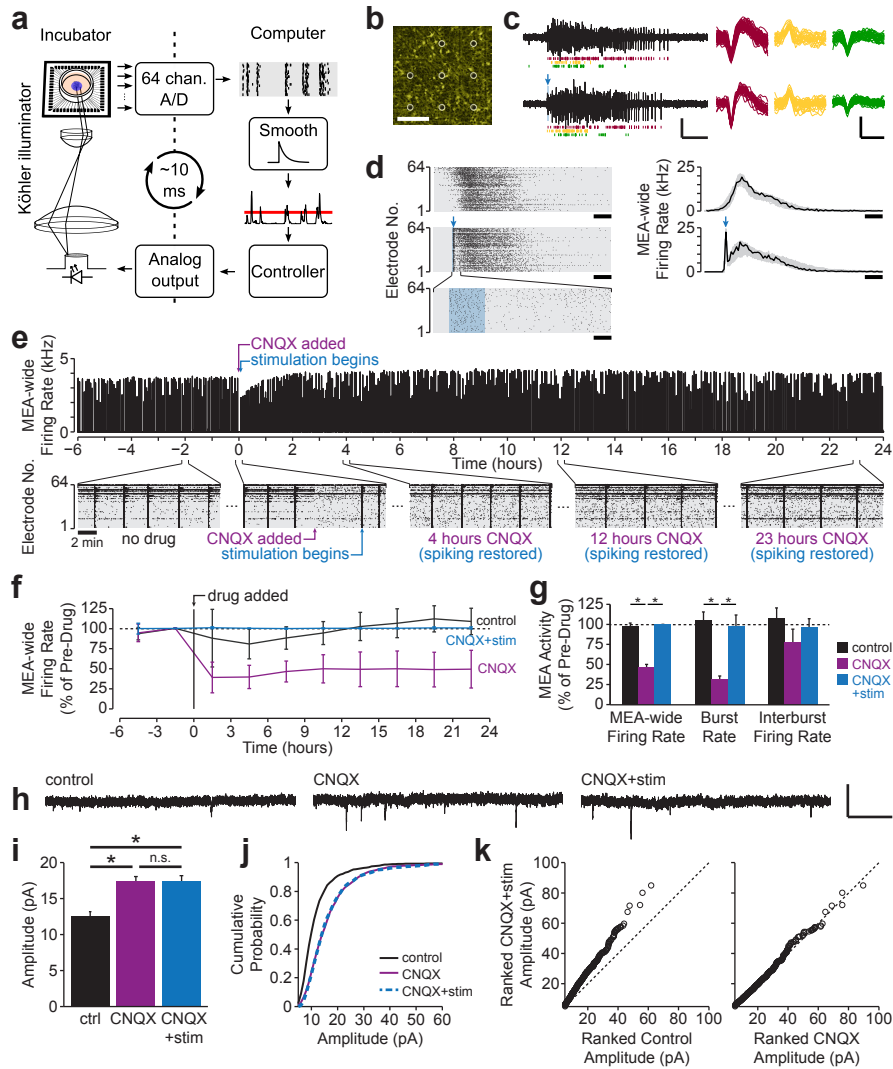 a
Incubator
Computer
64 chan.
A/D
Smooth
Köhler illuminator
~10
ms
Analog
output
Controller
b
c
d
64
1
64
1
64
1
Electrode No.
25
0
25
0
MEA-wide
Firing Rate (kHz)
e
CNQX added
stimulation begins
MEA-wide
Firing Rate (kHz)
5
0
-6 -4 -2 0 2 4 6 8 10 12 14 16 18 20 22 24
Time (hours)
Electrode No.
64
1
2 min
no drug
...
CNQX added
stimulation begins
...
4 hours CNQX
(spiking restored)
...
12 hours CNQX
(spiking restored)
...
23 hours CNQX
(spiking restored)
f
drug added
MEA-wide
Firing Rate
(% of Pre-Drug)
125
100
75
50
25
0
control
CNQX+stim
CNQX
-6 -3 0 3 6 9 12 15 18 21 24
Time (hours)
g
MEA Activity
(% of Pre-Drug)
125
100
75
50
25
0
* * * *
control
CNQX
CNQX
+stim
MEA-wide
Firing Rate
Burst
Rate
Interburst
Firing Rate
h
control
CNQX
CNQX+stim
i
Amplitude (pA)
20
15
10
5
0
*
*
n.s.
ctrl
CNQX
CNQX
+stim
j
Cumulative
Probability
1
0.8
0.6
0.4
0.2
0
control
CNQX
CNQX+stim
10 20 30 40 50 60
Amplitude (pA)
k
Ranked CNQX+stim
Amplitude (pA)
100
80
60
40
20
20 40 60 80 100
Ranked Control
Amplitude (pA)
20 40 60 80 100
Ranked CNQX
Amplitude (pA)